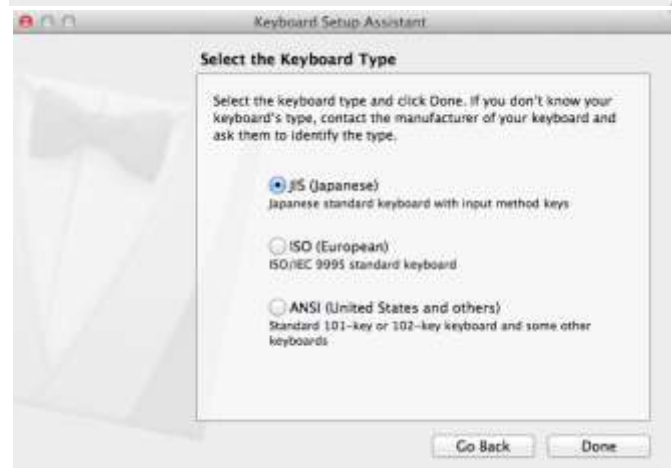 Keyboard Setup Assistant
Select the Keyboard Type
Select the keyboard type and click Done. If you don't know your
keyboard's type, contact the manufacturer of your keyboard and
ask them to identify the type.
JIS (Japanese)
Japanese standard keyboard with input method keys
ISO (European)
ISO/IEC 9995 standard keyboard
ANSI (United States and others)
Standard 101-key or 102-key keyboard and some other
keyboards
Go Back
Done